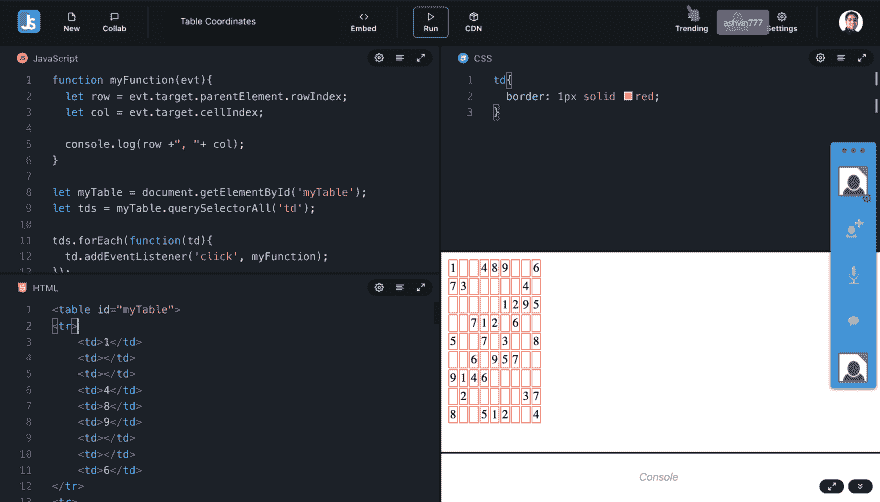 JS
New
Collab
Table Coordinates
Embed
Run
CDN
Trending
ashvin777
Settings
JavaScript
1 function myFunction(evt){
2 let row = evt.target.parentElement.rowIndex;
3 let col = evt.target.cellIndex;
4
5 console.log(row +", "+ col);
6 }
7
8 let myTable = document.getElementById('myTable');
9 let tds = myTable.querySelectorAll('td');
10
11 tds.forEach(function(td){
12 td.addEventListener('click', myFunction);
13 });
HTML
1 <table id="myTable">
2 <tr>
3 <td>1</td>
4 <td></td>
5 <td></td>
6 <td>4</td>
7 <td>8</td>
8 <td>9</td>
9 <td></td>
10 <td></td>
11 <td>6</td>
12 </tr>
13 <tr>
CSS
1 td{
2 border: 1px solid red;
3 }
1 4 8 9 6
7 3 4
1 2 9 5
7 1 2 6
5 7 3 8
6 9 5 7
9 1 4 6
2 3 7
8 5 1 2 4
Console